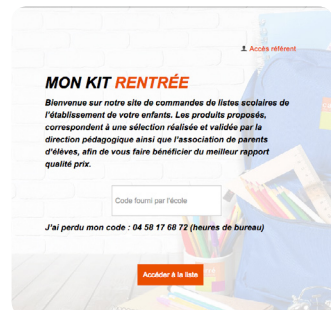 Accès référent
MON KIT RENTRÉE
Bienvenue sur notre site de commandes de listes scolaires de
l'établissement de votre enfants. Les produits proposés,
correspondent à une sélection réalisée et validée par la
direction pédagogique ainsi que l'association de parents
d'élèves, afin de vous faire bénéficier du meilleur rapport
qualité prix.
Code fourni par l'école
J'ai perdu mon code : 04 58 17 68 72 (heures de bureau)
Accéder à la liste